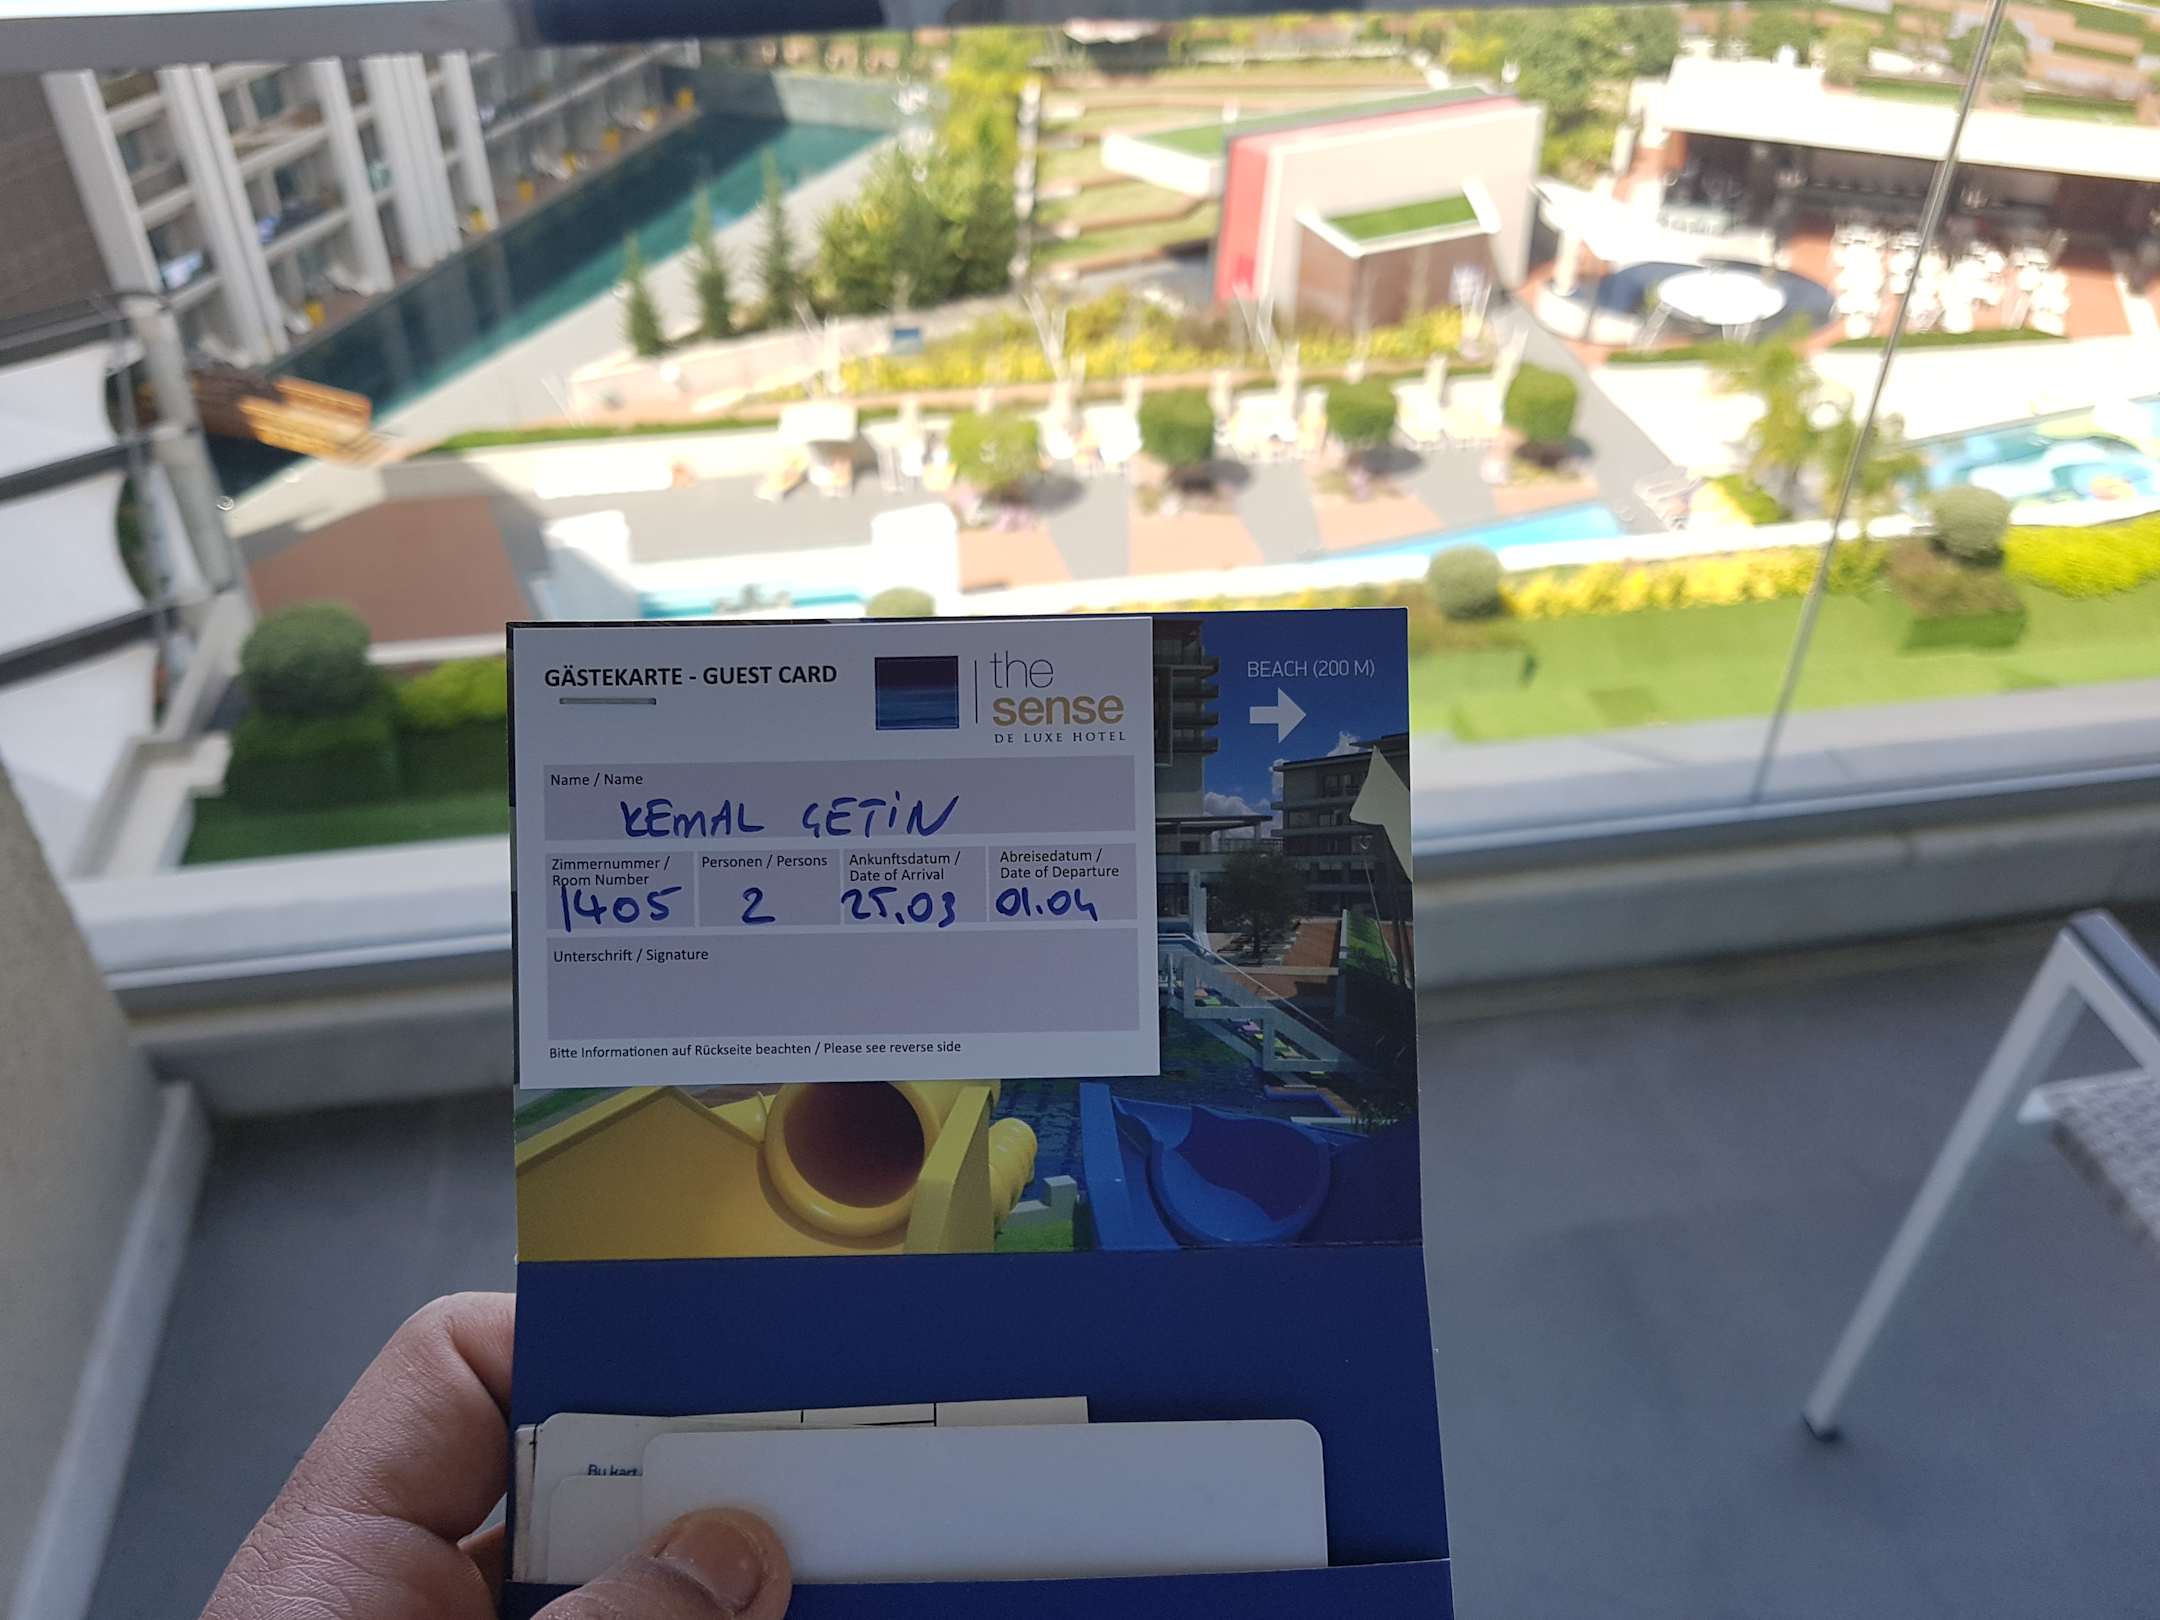 GÄSTEKARTE - GUEST CARD
the
sense
DE LUXE HOTEL
BEACH (200 M)
Name / Name
KEMAL ÇETİN
Zimmernummer /
Room Number
1405
Personen / Persons
2
Ankunftsdatum /
Date of Arrival
25.03
Abreisedatum /
Date of Departure
01.04
Unterschrift / Signature
Bitte Informationen auf Rückseite beachten / Please see reverse side
Bu kart